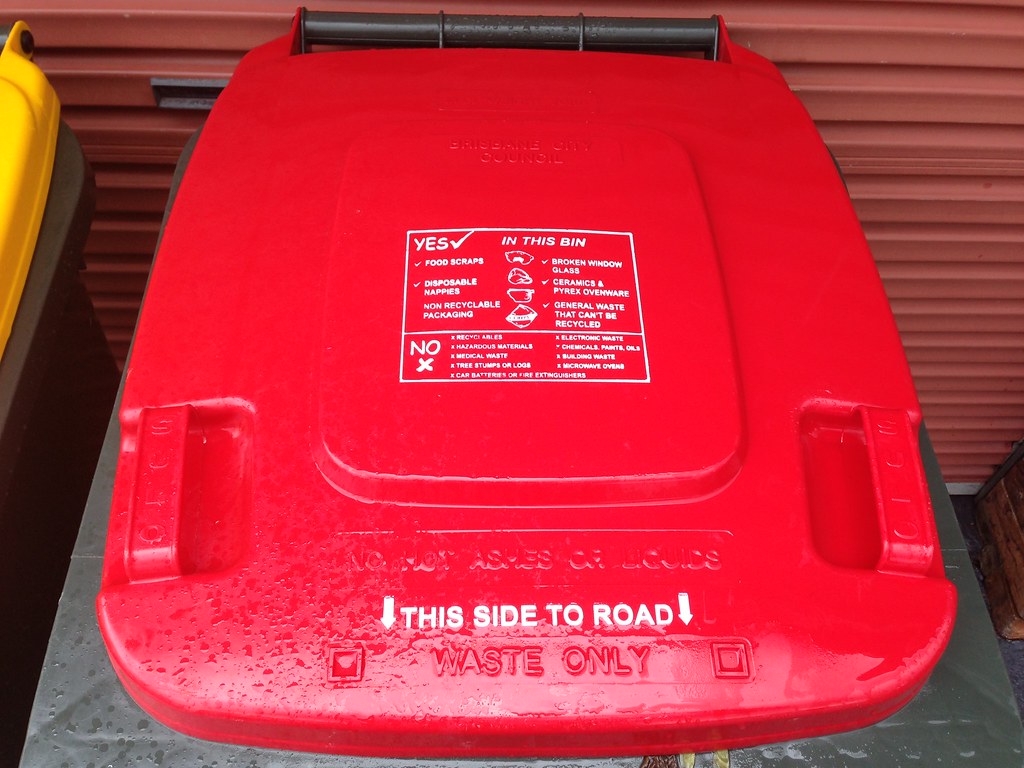 BRISBANE CITY
COUNCIL
YES IN THIS BIN
FOOD SCRAPS
DISPOSABLE
NAPPIES
NON RECYCLABLE
PACKAGING
BROKEN WINDOW
GLASS
CERAMICS &
PYREX OVENWARE
GENERAL WASTE
THAT CAN'T BE
RECYCLED
NO
x RECYCLABLES
x HAZARDOUS MATERIALS
x MEDICAL WASTE
x TREE STUMPS OR LOGS
x CAR BATTERIES OR FIRE EXTINGUISHERS
x ELECTRONIC WASTE
x CHEMICALS, PAINTS, OILS
x BUILDING WASTE
x MICROWAVE OVENS
SULO
NO HOT ASHES OR LIQUIDS
THIS SIDE TO ROAD
WASTE ONLY